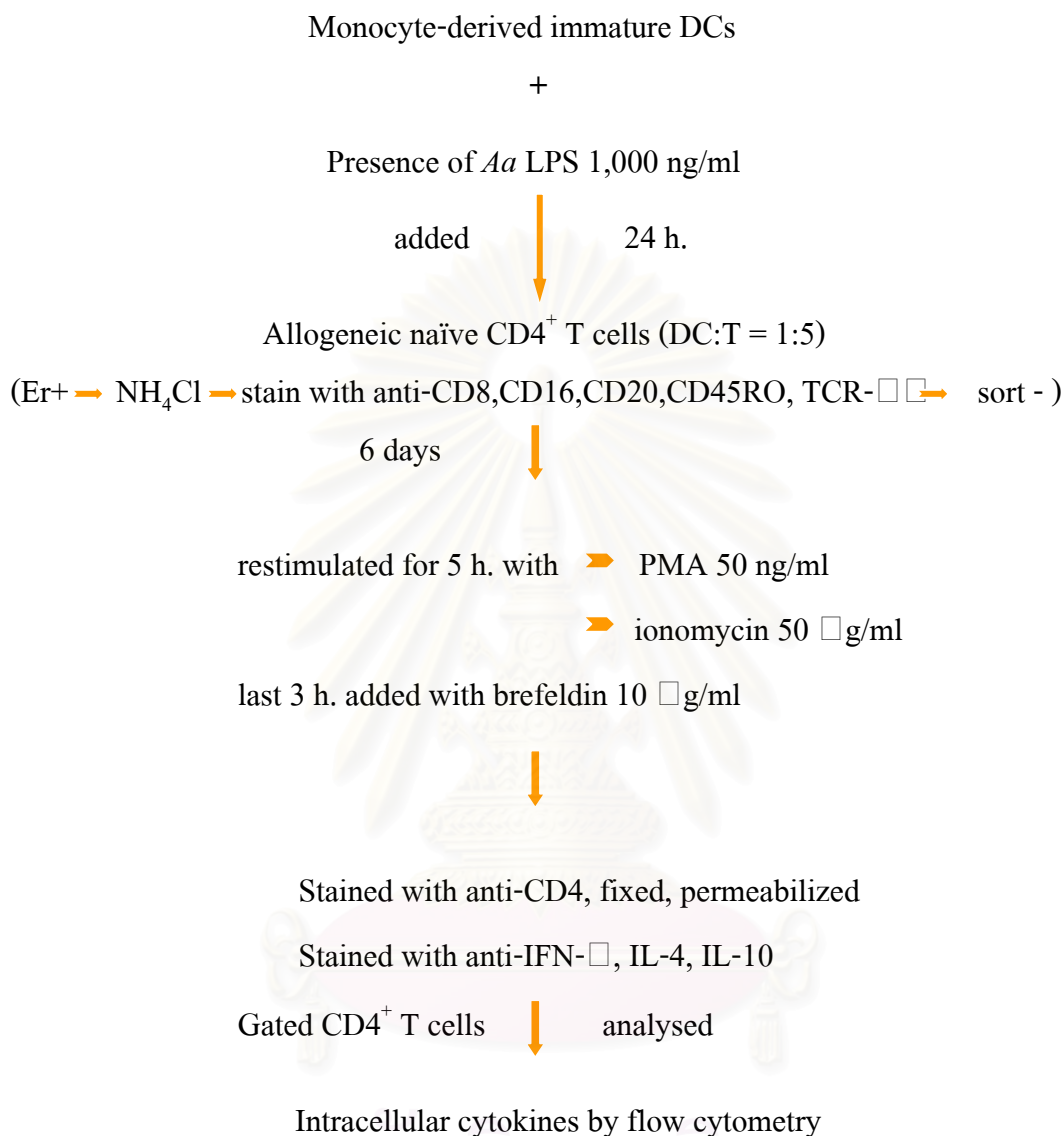 Monocyte-derived immature DCs
+
Presence of Aa LPS 1,000 ng/ml
added 24 h.
Allogeneic naïve CD4⁺ T cells (DC:T = 1:5)
(Er+ NH₄Cl stain with anti-CD8,CD16,CD20,CD45RO, TCR-□□ sort - )
6 days
restimulated for 5 h. with PMA 50 ng/ml
ionomycin 50 □g/ml
last 3 h. added with brefeldin 10 □g/ml
Stained with anti-CD4, fixed, permeabilized
Stained with anti-IFN-□, IL-4, IL-10
Gated CD4⁺ T cells analysed
Intracellular cytokines by flow cytometry